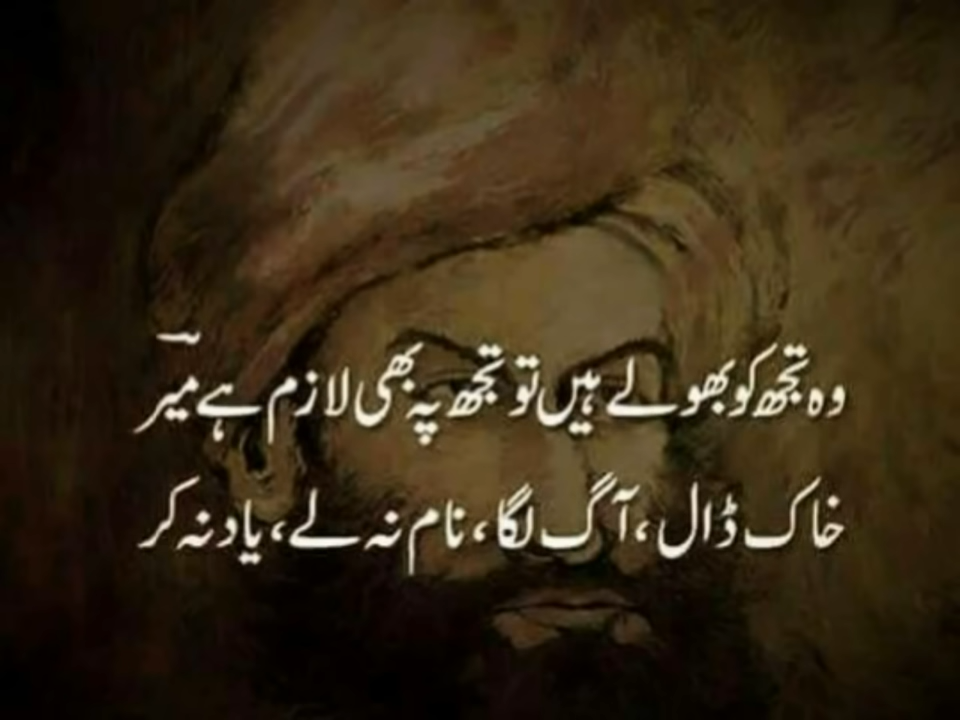 وہ تجھ کو بھولے ہیں تو تجھ پہ بھی لازم ہے میرؔ
خاک ڈال، آگ لگا، نام نہ لے، یاد نہ کر